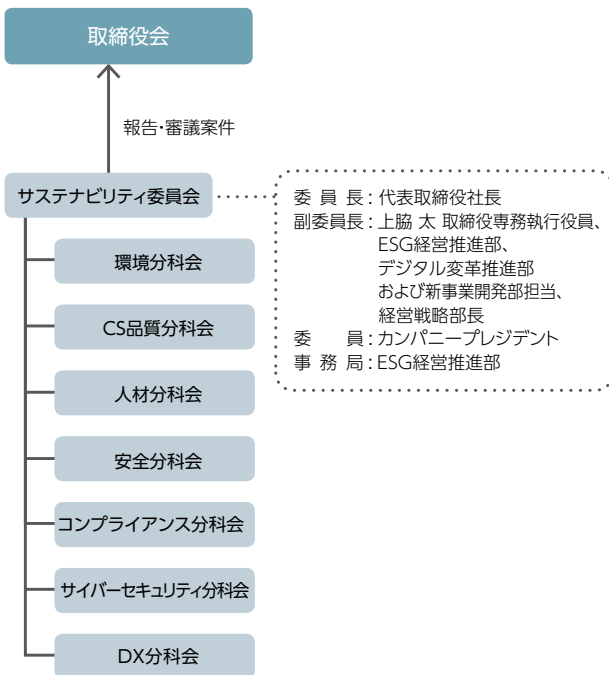 取締役会
報告・審議案件
サステナビリティ委員会
委員長：代表取締役社長
副委員長：上脇 太 取締役専務執行役員、
ESG経営推進部、
デジタル変革推進部
および新事業開発部担当、
経営戦略部長
委員：カンパニープレジデント
事務局：ESG経営推進部
環境分科会
CS品質分科会
人材分科会
安全分科会
コンプライアンス分科会
サイバーセキュリティ分科会
DX分科会